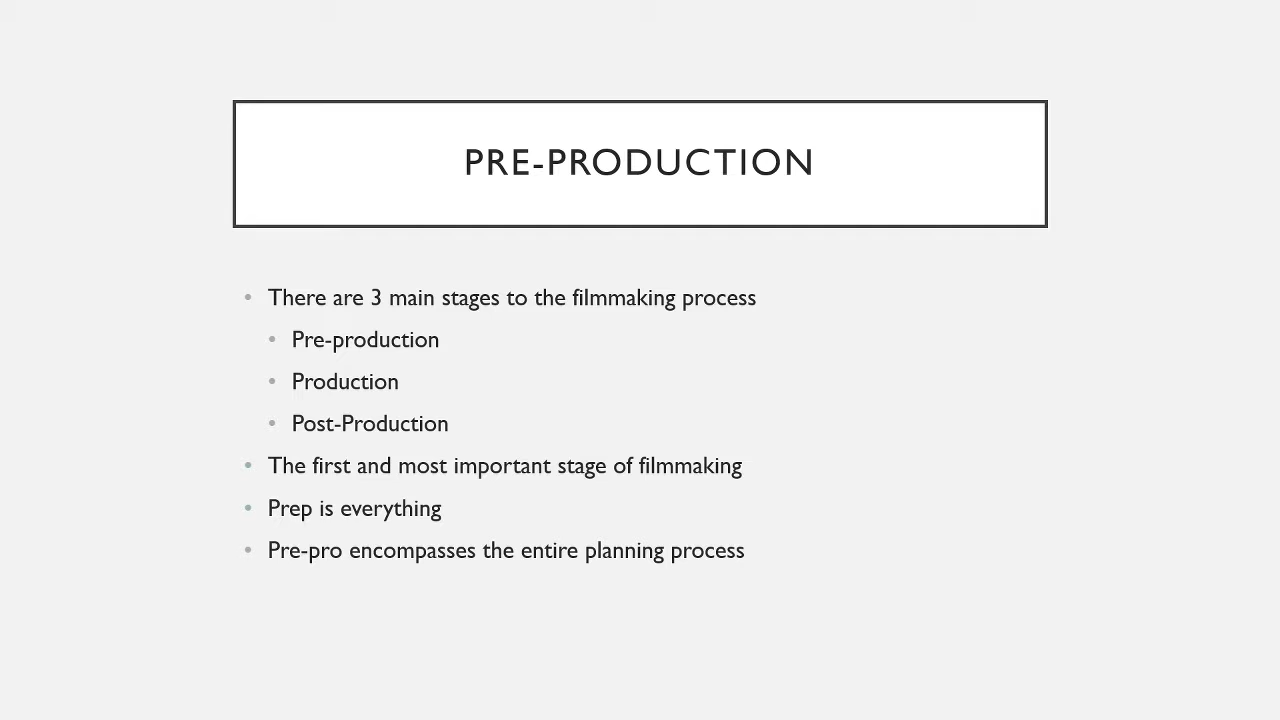 PRE-PRODUCTION
• There are 3 main stages to the filmmaking process
• Pre-production
• Production
• Post-Production
• The first and most important stage of filmmaking
• Prep is everything
• Pre-pro encompasses the entire planning process